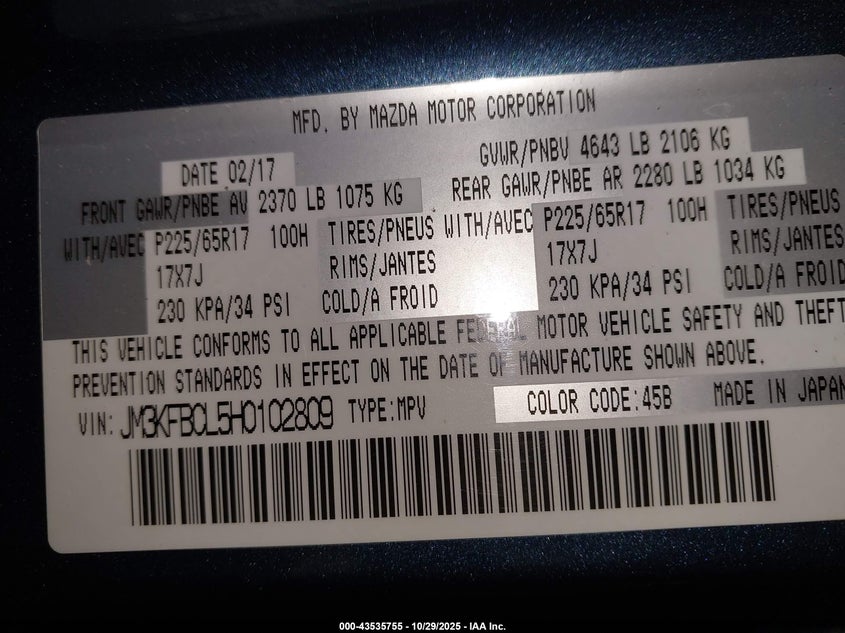 MFD. BY MAZDA MOTOR CORPORATION
DATE 02/17 GVWR/PNBV 4643 LB 2106 KG
FRONT GAWR/PNBE AV 2370 LB 1075 KG REAR GAWR/PNBE AR 2280 LB 1034 KG
WITH/AVEC P225/65R17 100H TIRES/PNEUS WITH/AVEC P225/65R17 100H TIRES/PNEUS
17X7J RIMS/JANTES 17X7J RIMS/JANTES
230 KPA/34 PSI COLD/A FROID 230 KPA/34 PSI COLD/A FROID
THIS VEHICLE CONFORMS TO ALL APPLICABLE FEDERAL MOTOR VEHICLE SAFETY AND THEFT
PREVENTION STANDARDS IN EFFECT ON THE DATE OF MANUFACTURE SHOWN ABOVE.
VIN: JM3KFBCL5H0102809 TYPE:MPV COLOR CODE:45B MADE IN JAPAN
000-43535755 - 10/29/2025 - IAA Inc.